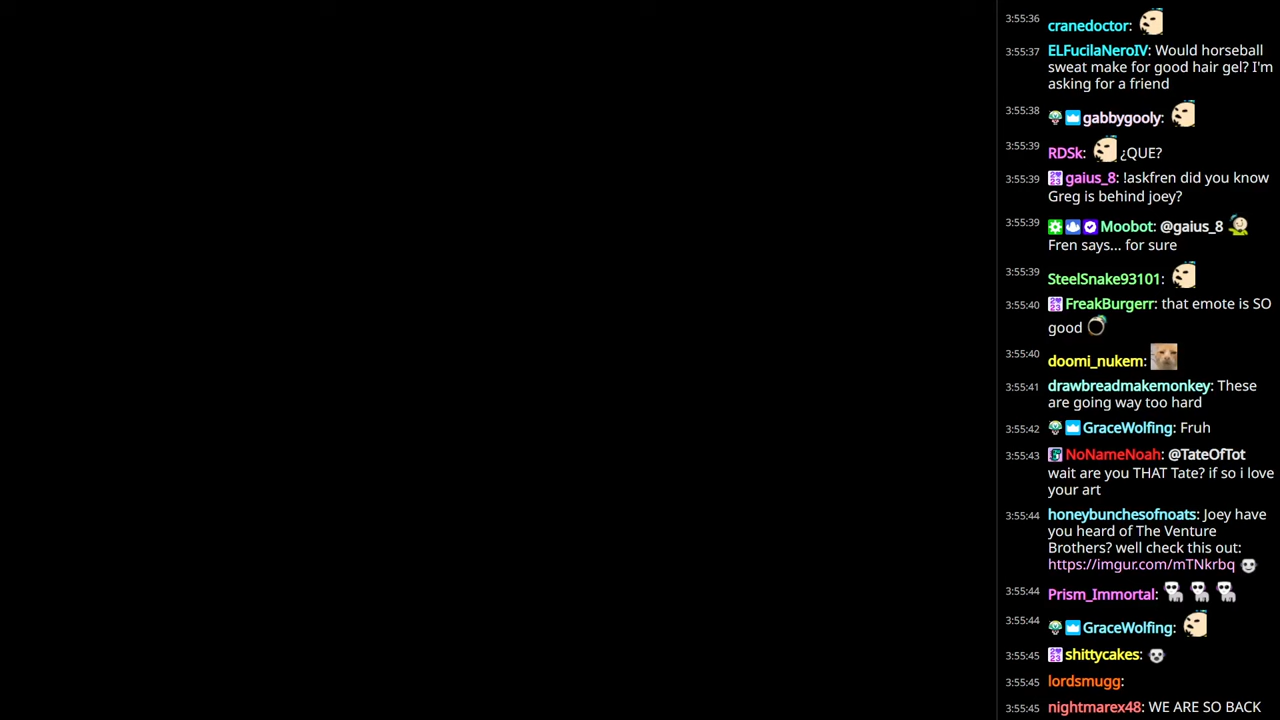 3:55:36 cranedoctor:
3:55:37 ELFucilaNeroIV: Would horseball
sweat make for good hair gel? I'm
asking for a friend
3:55:38 gabbygooly:
3:55:39 RDSk: ¿QUE?
3:55:39 gaius_8: !askfren did you know
Greg is behind joey?
3:55:39 Moobot: @gaius_8
Fren says... for sure
3:55:39 SteelSnake93101:
3:55:40 FreakBurgerr: that emote is SO
good
3:55:40 doomi_nukem:
3:55:41 drawbreadmakemonkey: These
are going way too hard
3:55:42 GraceWolfing: Fruh
3:55:43 NoNameNoah: @TateOfTot
wait are you THAT Tate? if so i love
your art
3:55:44 honeybunchesofnoats: Joey have
you heard of The Venture
Brothers? well check this out:
https://imgur.com/mTNkrbq
3:55:44 Prism_Immortal:
3:55:44 GraceWolfing:
3:55:45 shittycakes:
3:55:45 lordsmugg:
3:55:45 nightmarex48: WE ARE SO BACK